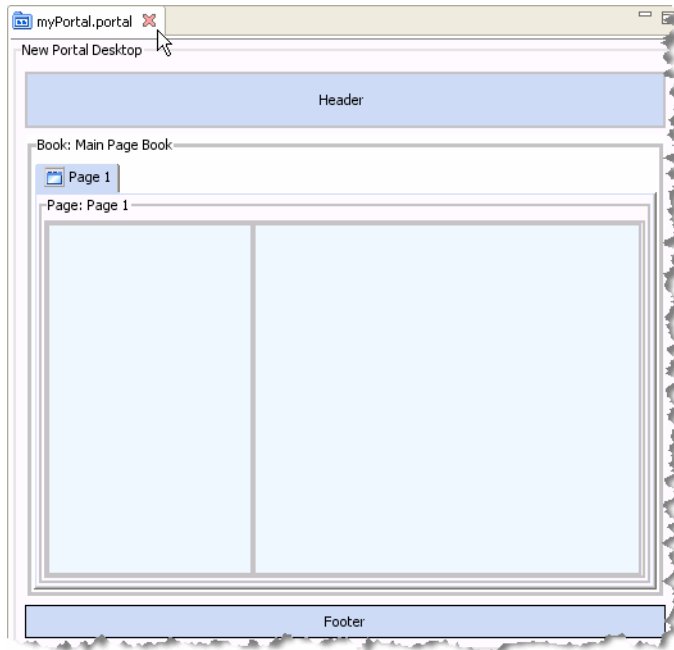 myPortal.portal
New Portal Desktop
Header
Book: Main Page Book
Page 1
Page: Page 1
Footer